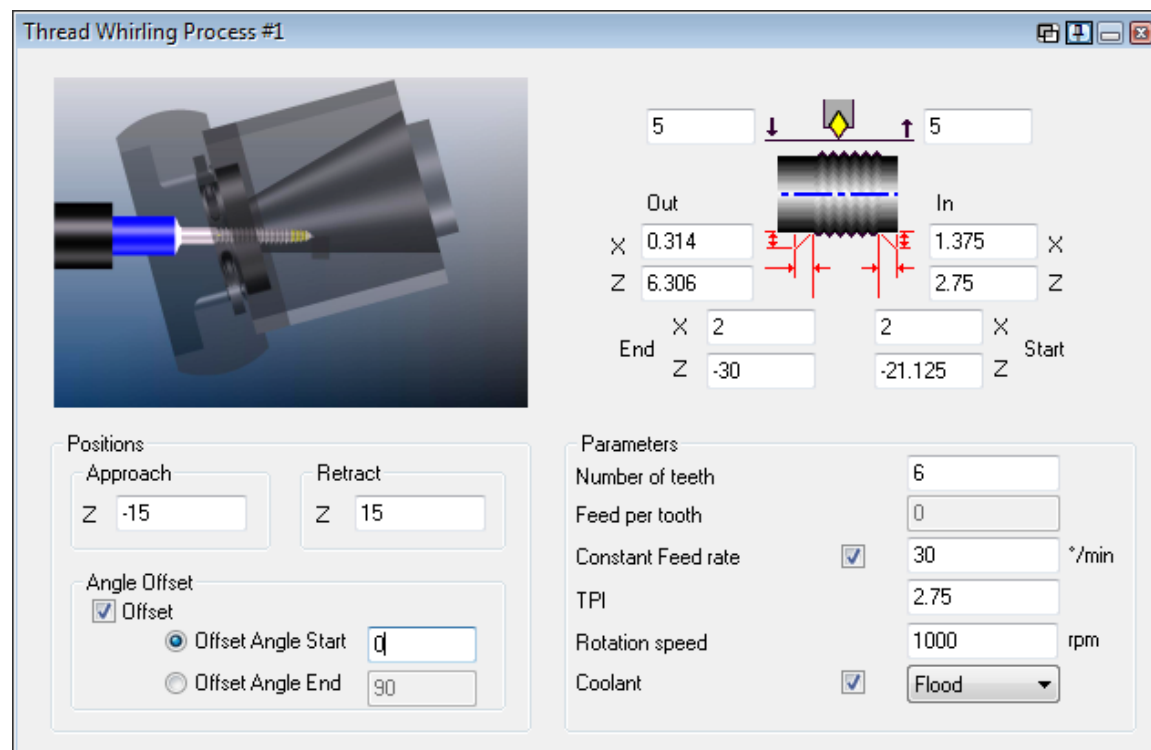 Thread Whirling Process #1
5 5
Out In
X 0.314 1.375 X
Z 6.306 2.75 Z
End X 2 2 X Start
Z -30 -21.125 Z
Positions
Approach Retract
Z -15 Z 15
Angle Offset
Offset
Offset Angle Start 0
Offset Angle End 90
Parameters
Number of teeth 6
Feed per tooth 0
Constant Feed rate 30 °/min
TPI 2.75
Rotation speed 1000 rpm
Coolant Flood